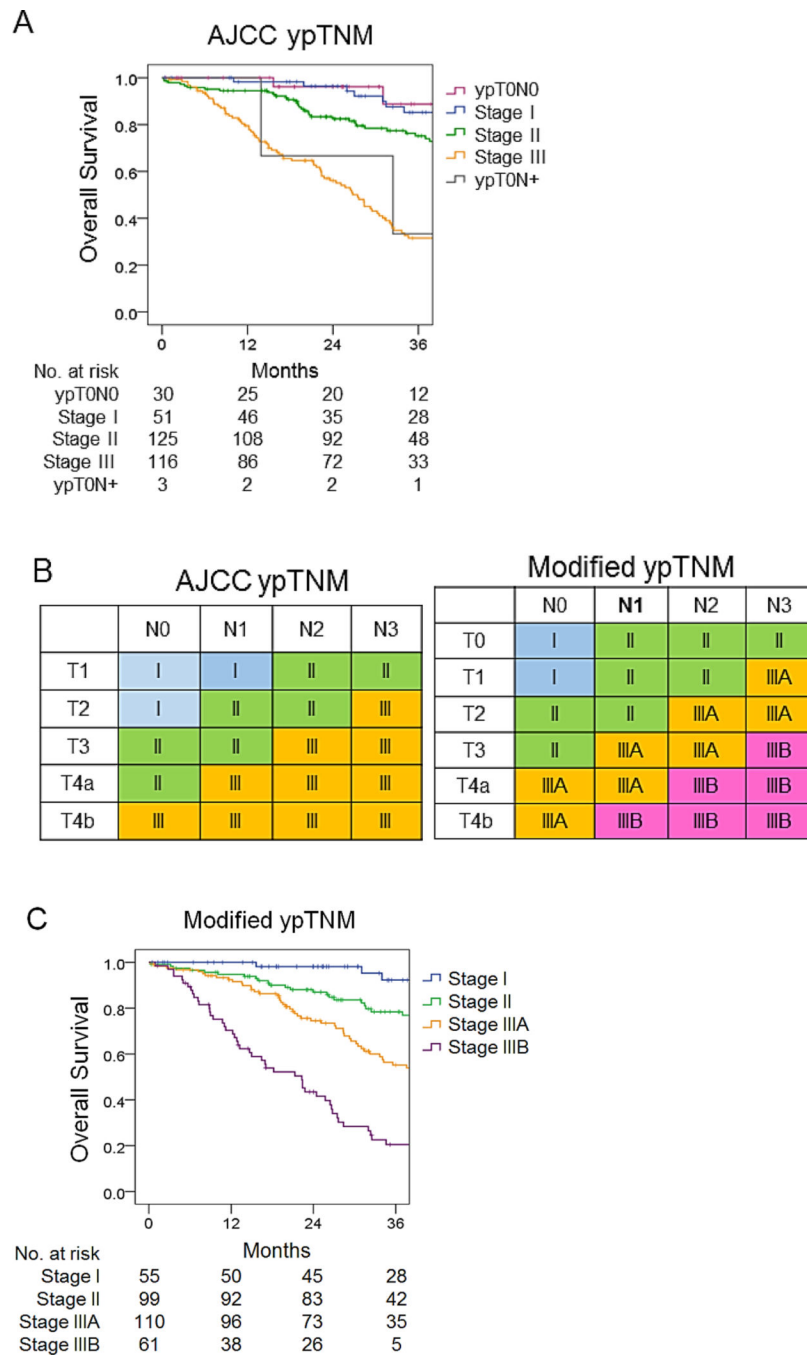 A
AJCC ypTNM
Overall Survival
1.0
0.8
0.6
0.4
0.2
0.0
0 12 24 36
Months
ypT0N0
Stage I
Stage II
Stage III
ypT0N+
No. at risk
ypT0N0 30 25 20 12
Stage I 51 46 35 28
Stage II 125 108 92 48
Stage III 116 86 72 33
ypT0N+ 3 2 2 1
B
AJCC ypTNM
N0 N1 N2 N3
T1 I I II II
T2 I II II III
T3 II II III III
T4a II III III III
T4b III III III III
Modified ypTNM
N0 N1 N2 N3
T0 I II II II
T1 I II II IIIA
T2 II II IIIA IIIA
T3 II IIIA IIIA IIIB
T4a IIIA IIIA IIIB IIIB
T4b IIIA IIIB IIIB IIIB
C
Modified ypTNM
Overall Survival
1.0
0.8
0.6
0.4
0.2
0.0
0 12 24 36
Months
Stage I
Stage II
Stage IIIA
Stage IIIB
No. at risk
Stage I 55 50 45 28
Stage II 99 92 83 42
Stage IIIA 110 96 73 35
Stage IIIB 61 38 26 5